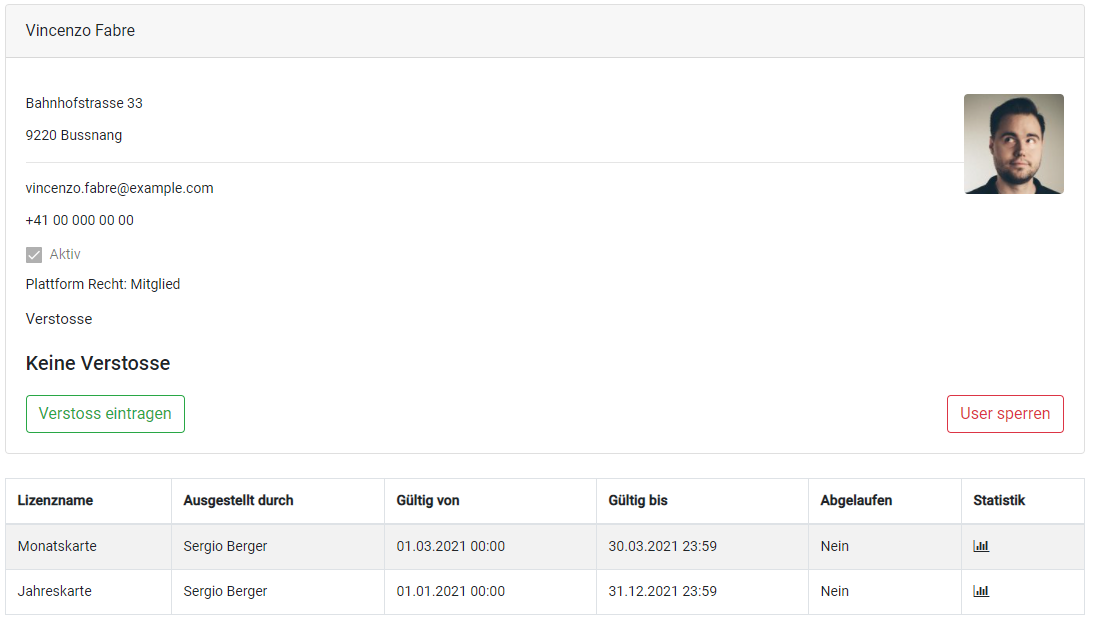 Vincenzo Fabre
Bahnhofstrasse 33
9220 Bussnang
vincenzo.fabre@example.com
+41 00 000 00 00
Aktiv
Plattform Recht: Mitglied
Verstosse
Keine Verstosse
Verstoss eintragen User sperren
Lizenzname Ausgestellt durch Gültig von Gültig bis Abgelaufen Statistik
Monatskarte Sergio Berger 01.03.2021 00:00 30.03.2021 23:59 Nein
Jahreskarte Sergio Berger 01.01.2021 00:00 31.12.2021 23:59 Nein